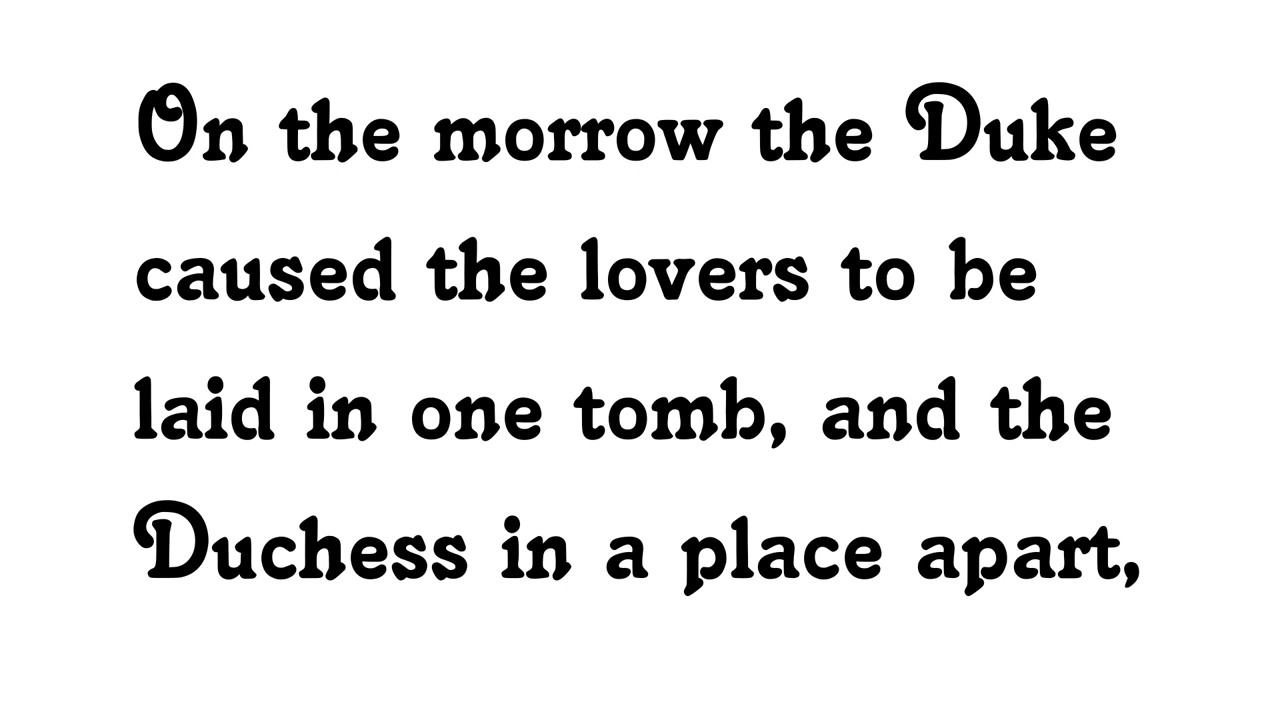 On the morrow the Duke
caused the lovers to be
laid in one tomb, and the
Duchess in a place apart,